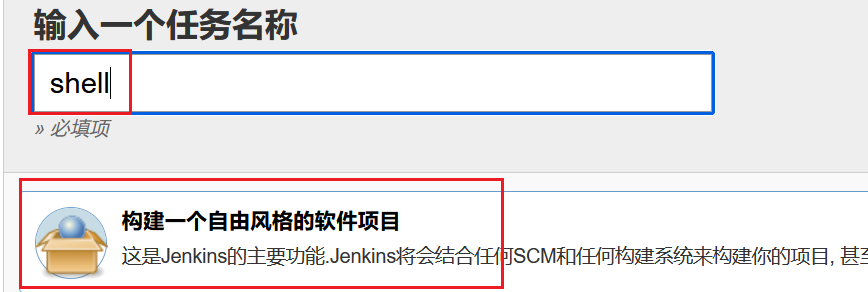 输入一个任务名称
shell
» 必填项
构建一个自由风格的软件项目
这是Jenkins的主要功能.Jenkins将会结合任何SCM和任何构建系统来构建你的项目, 甚至